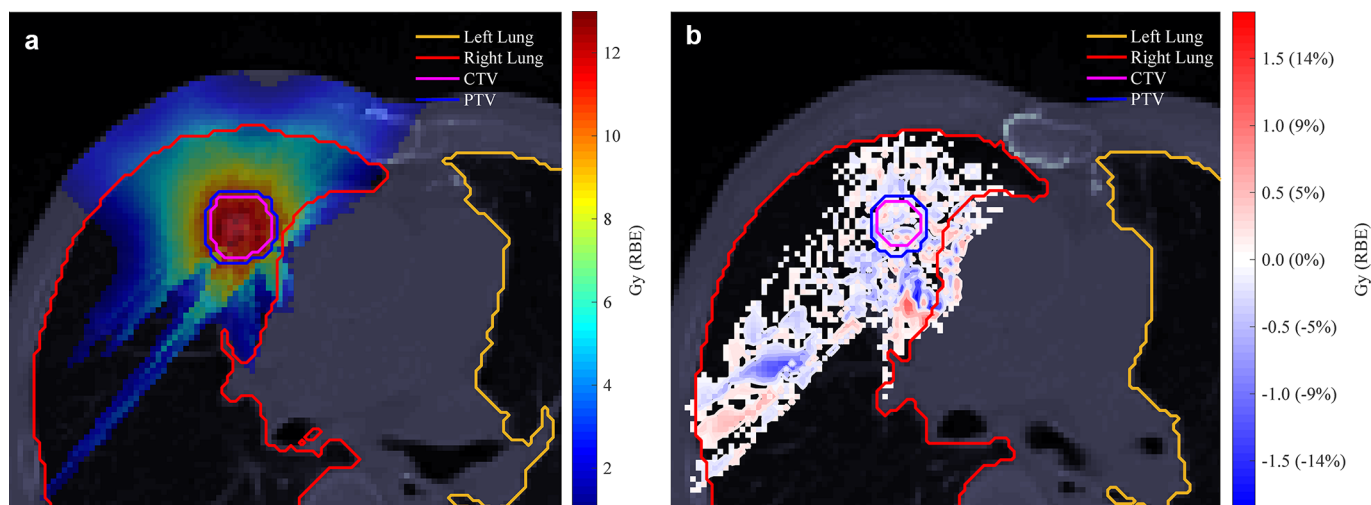 a
Left Lung
Right Lung
CTV
PTV
12
10
8
6
4
2
Gy (RBE)
b
Left Lung
Right Lung
CTV
PTV
1.5 (14%)
1.0 (9%)
0.5 (5%)
0.0 (0%)
-0.5 (-5%)
-1.0 (-9%)
-1.5 (-14%)
Gy (RBE)